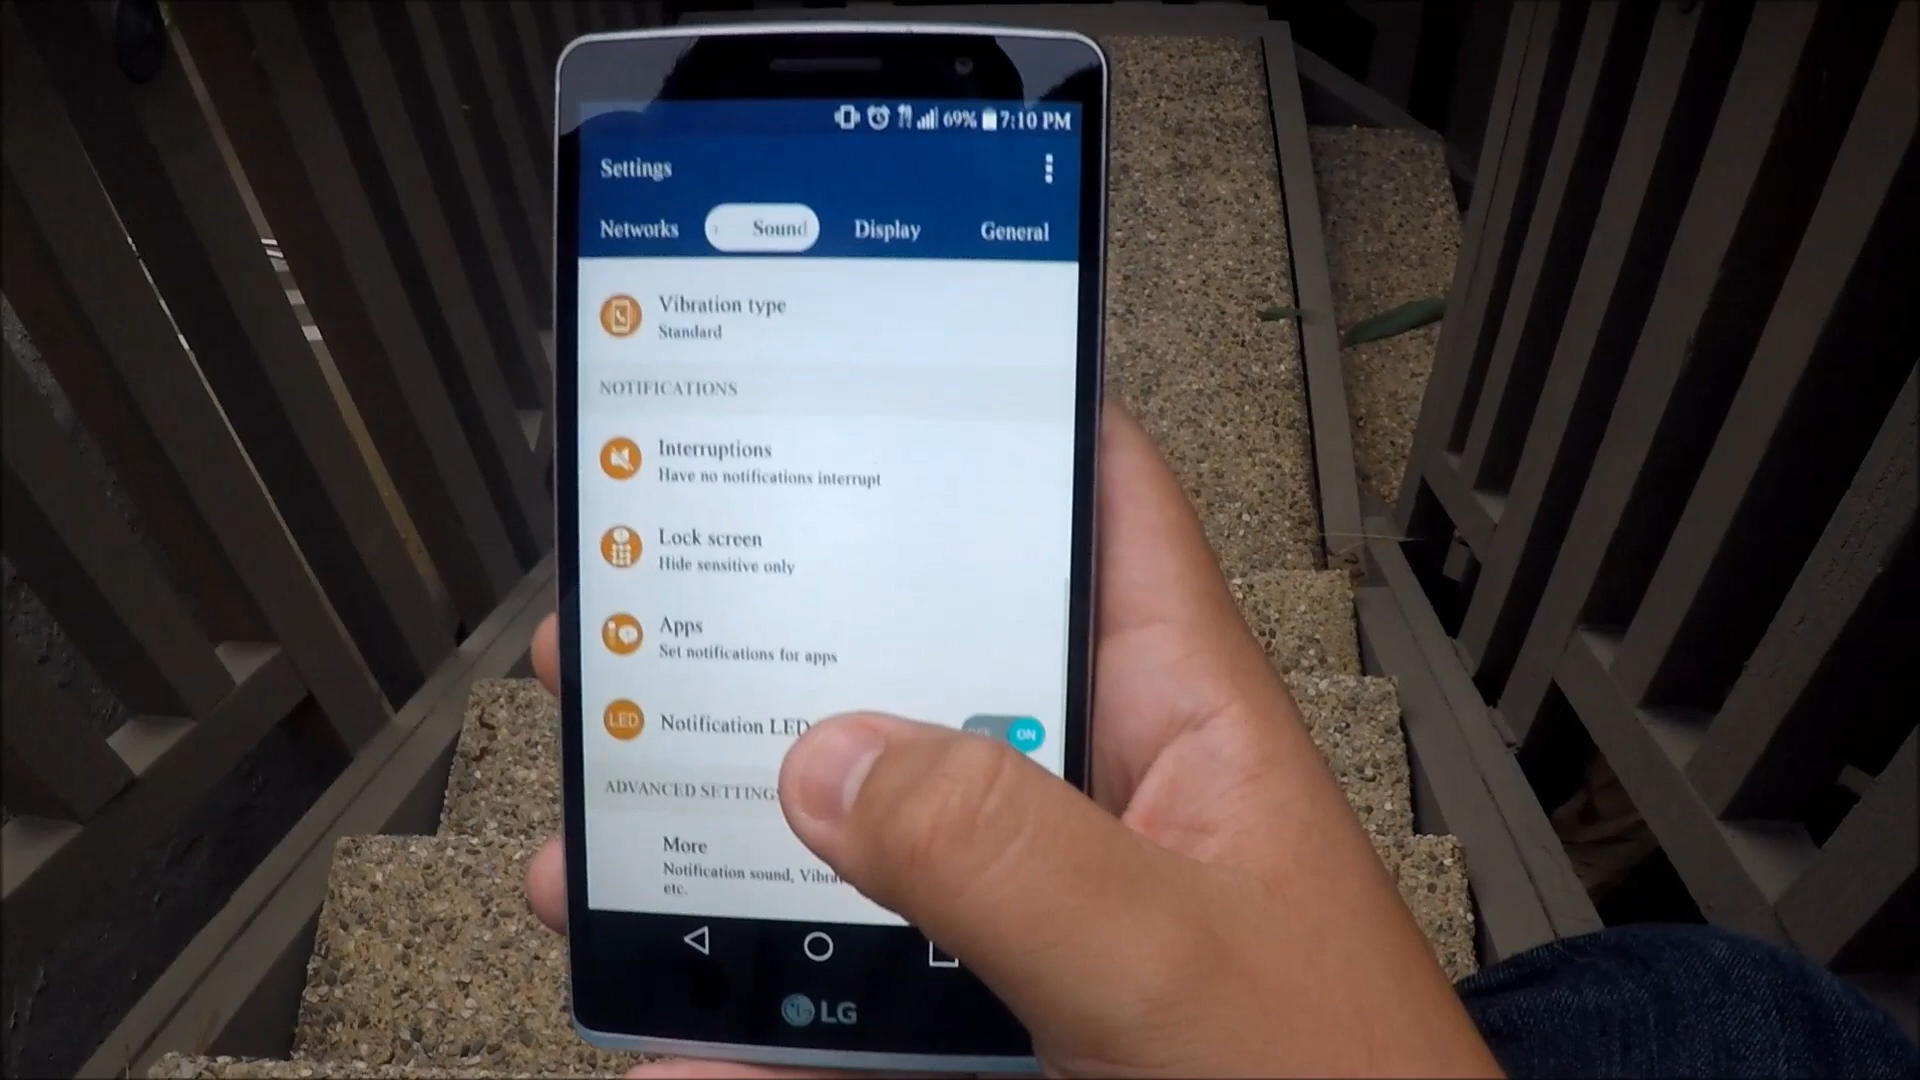 69% 7:10 PM
Settings
Networks Sound Display General
Vibration type
Standard
NOTIFICATIONS
Interruptions
Have no notifications interrupt
Lock screen
Hide sensitive only
Apps
Set notifications for apps
LED Notification LED ON
ADVANCED SETTINGS
More
Notification sound,
etc.
LG